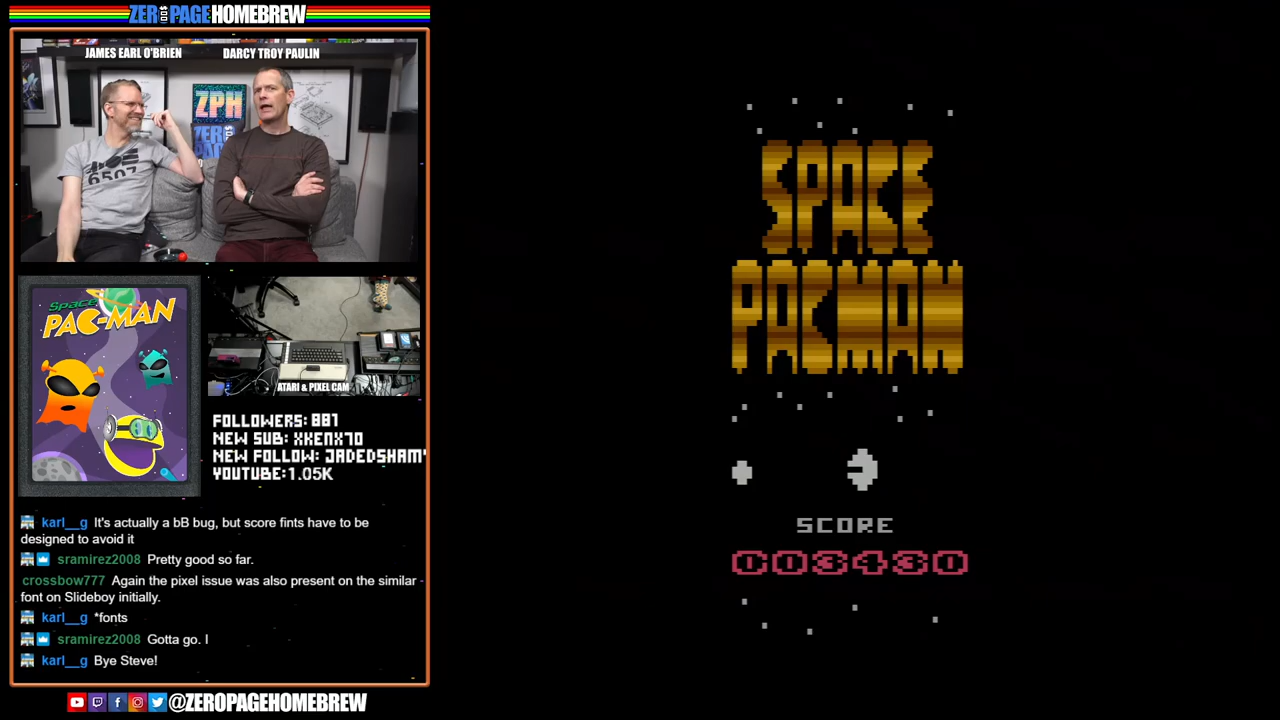 ZEROPAGE HOMEBREW
JAMES EARL O'BRIEN
DARCY TROY PAULIN
ZPH
ZERO
PAGE
6507
Space
PAC-MAN
ATARI & PIXEL CAM
FOLLOWERS: 881
NEW SUB: XKENX70
NEW FOLLOW: JADEDSHAM
YOUTUBE:1.05K
karl__g It's actually a bB bug, but score fints have to be
designed to avoid it
sramirez2008 Pretty good so far.
crossbow777 Again the pixel issue was also present on the similar
font on Slideboy initially.
karl__g *fonts
sramirez2008 Gotta go. I
karl__g Bye Steve!
@ZEROPAGEHOMEBREW
SPACE
PACMAN
SCORE
003430